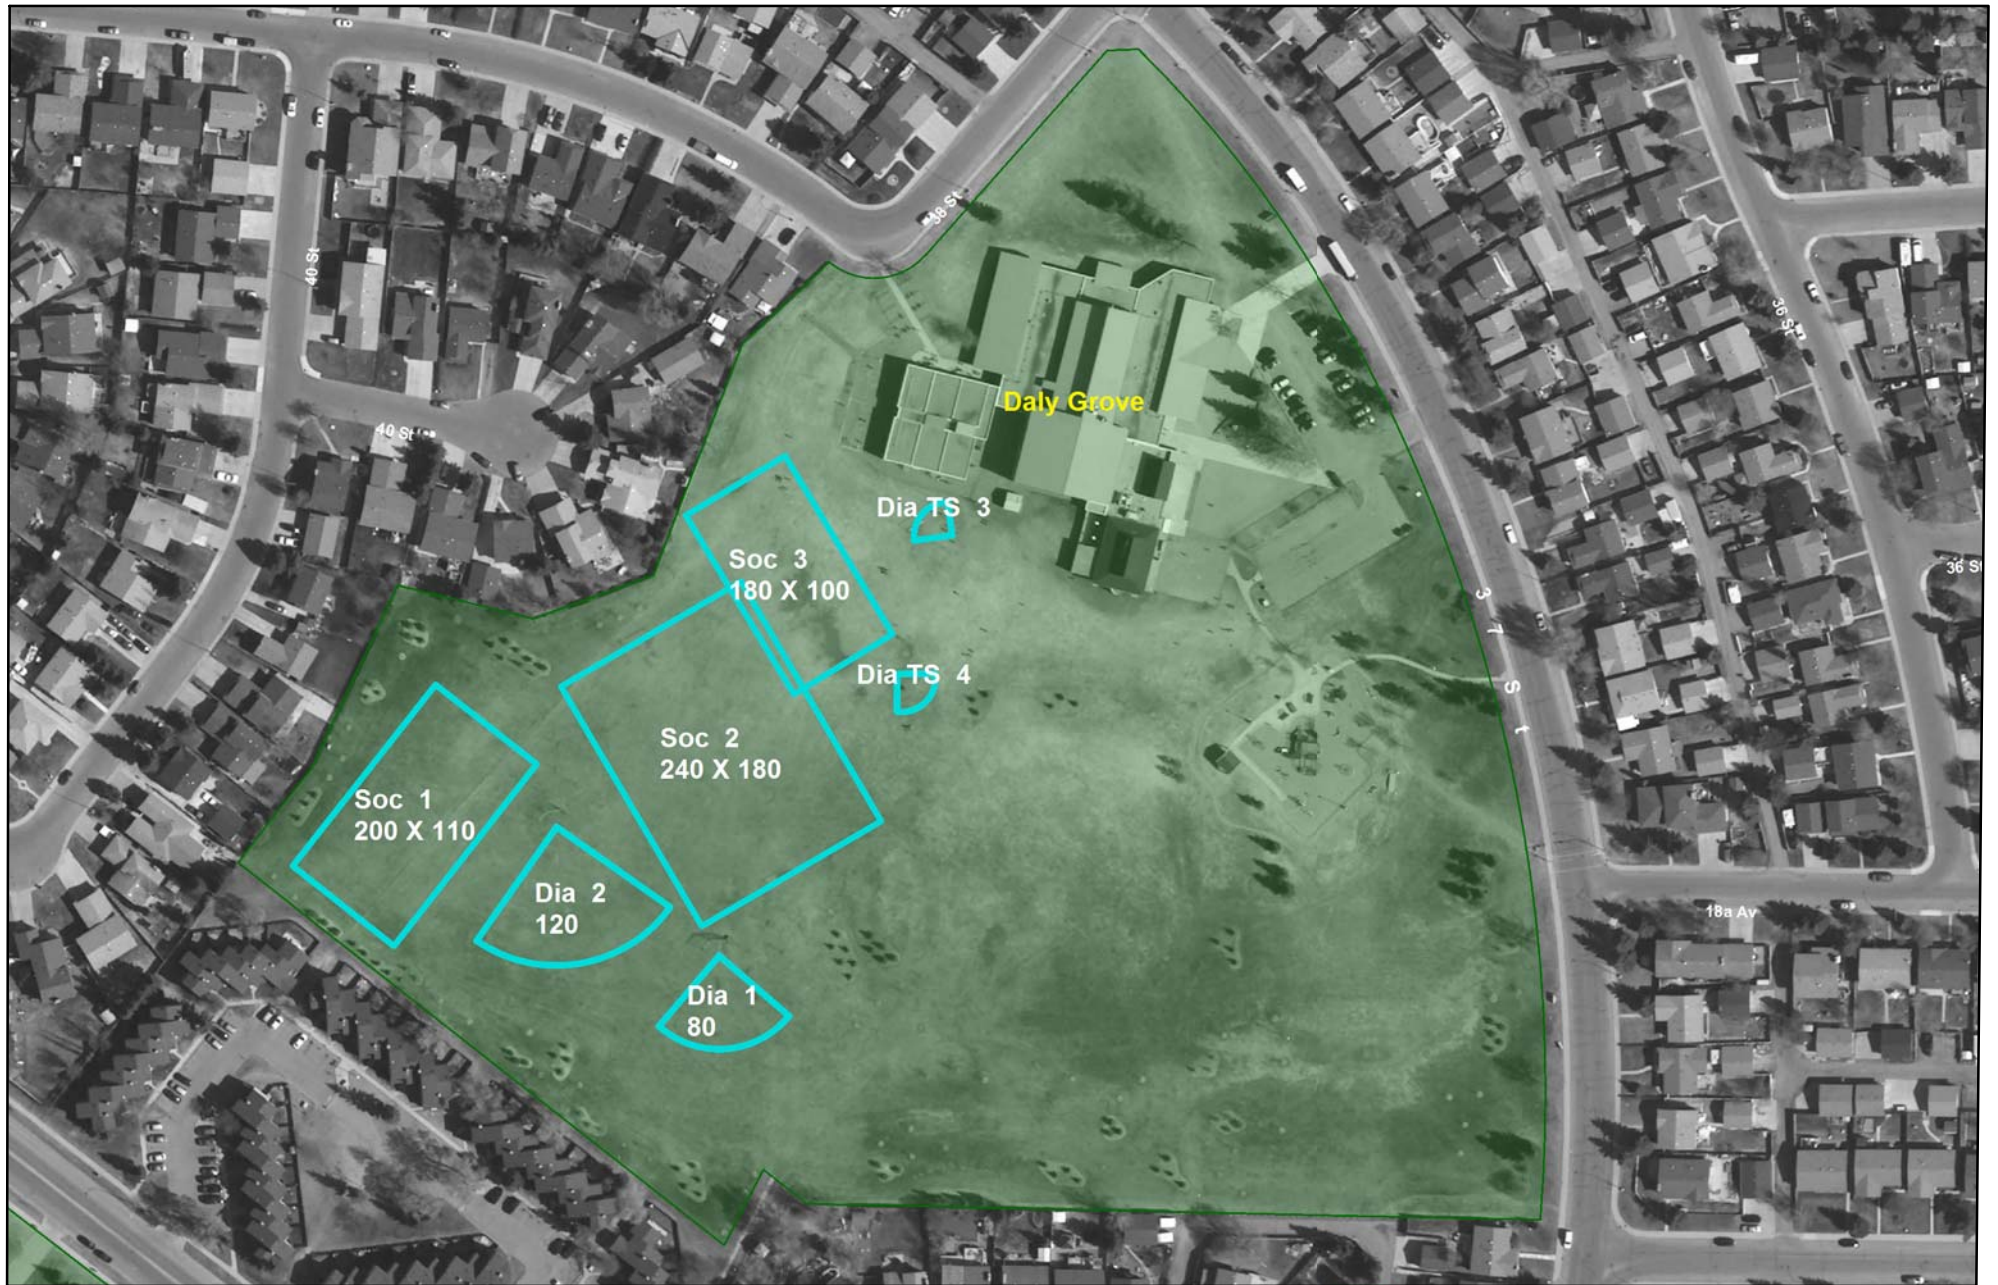 38 St
40 St
36 St
Daly Grove
40 St
Dia TS 3
Soc 3
180 X 100
36 St
37 St
Dia TS 4
Soc 2
240 X 180
Soc 1
200 X 110
Dia 2
120
18a Av
Dia 1
80